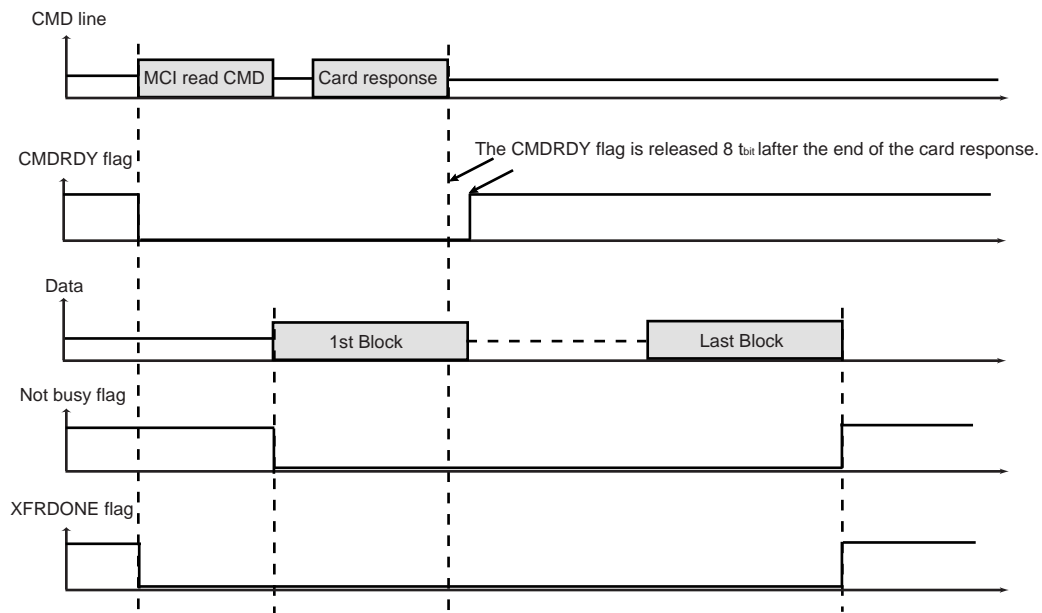 CMD line
MCI read CMD
Card response
CMDRDY flag
The CMDRDY flag is released 8 tbit lafter the end of the card response.
Data
1st Block
Last Block
Not busy flag
XFRDONE flag